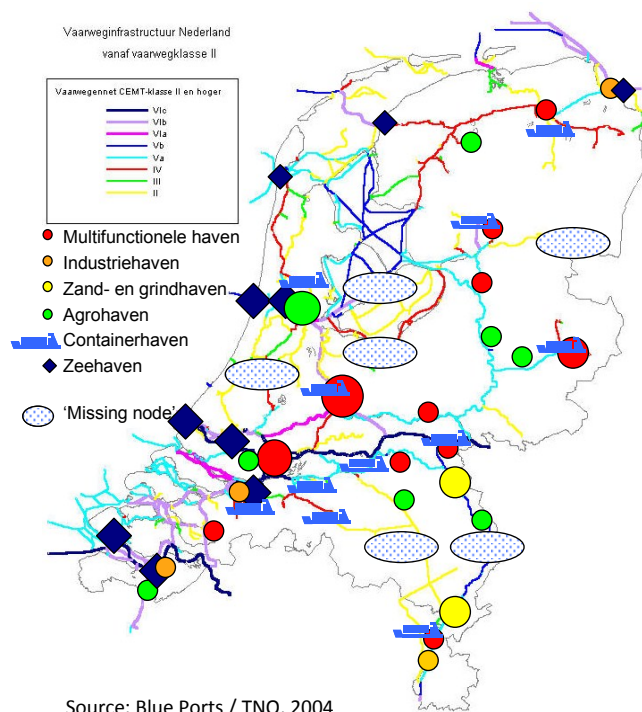 Vaarweginfrastructuur Nederland
vanaf vaarwegklasse II
Vaarwegennet CEMT-klasse II en hoger
VIc
VIb
VIa
Vb
Va
IV
III
II
Multifunctionele haven
Industriehaven
Zand- en grindhaven
Agrohaven
Containerhaven
Zeehaven
'Missing node'
Source: Blue Ports / TNO, 2004